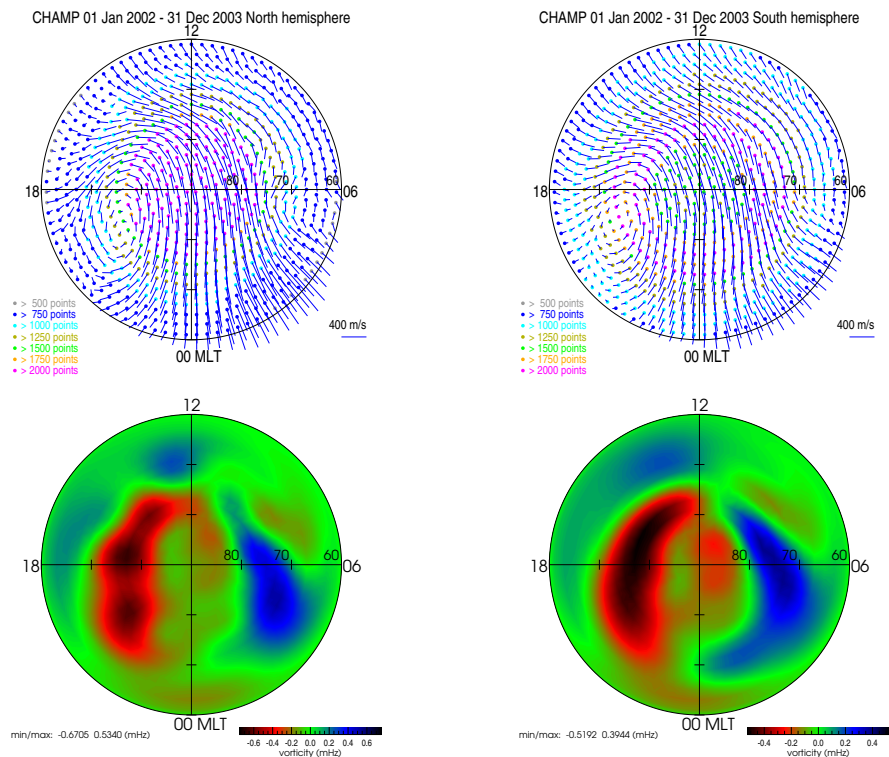 CHAMP 01 Jan 2002 - 31 Dec 2003 North hemisphere
12
18
80
70
60
06
> 500 points
> 750 points
> 1000 points
> 1250 points
> 1500 points
> 1750 points
> 2000 points
400 m/s
00 MLT
CHAMP 01 Jan 2002 - 31 Dec 2003 South hemisphere
12
18
80
70
60
06
> 500 points
> 750 points
> 1000 points
> 1250 points
> 1500 points
> 1750 points
> 2000 points
400 m/s
00 MLT
12
18
80
70
60
06
00 MLT
min/max: -0.6705 0.5340 (mHz)
-0.6 -0.4 -0.2 0.0 0.2 0.4 0.6
vorticity (mHz)
12
18
80
70
60
06
00 MLT
min/max: -0.5192 0.3944 (mHz)
-0.4 -0.2 0.0 0.2 0.4
vorticity (mHz)